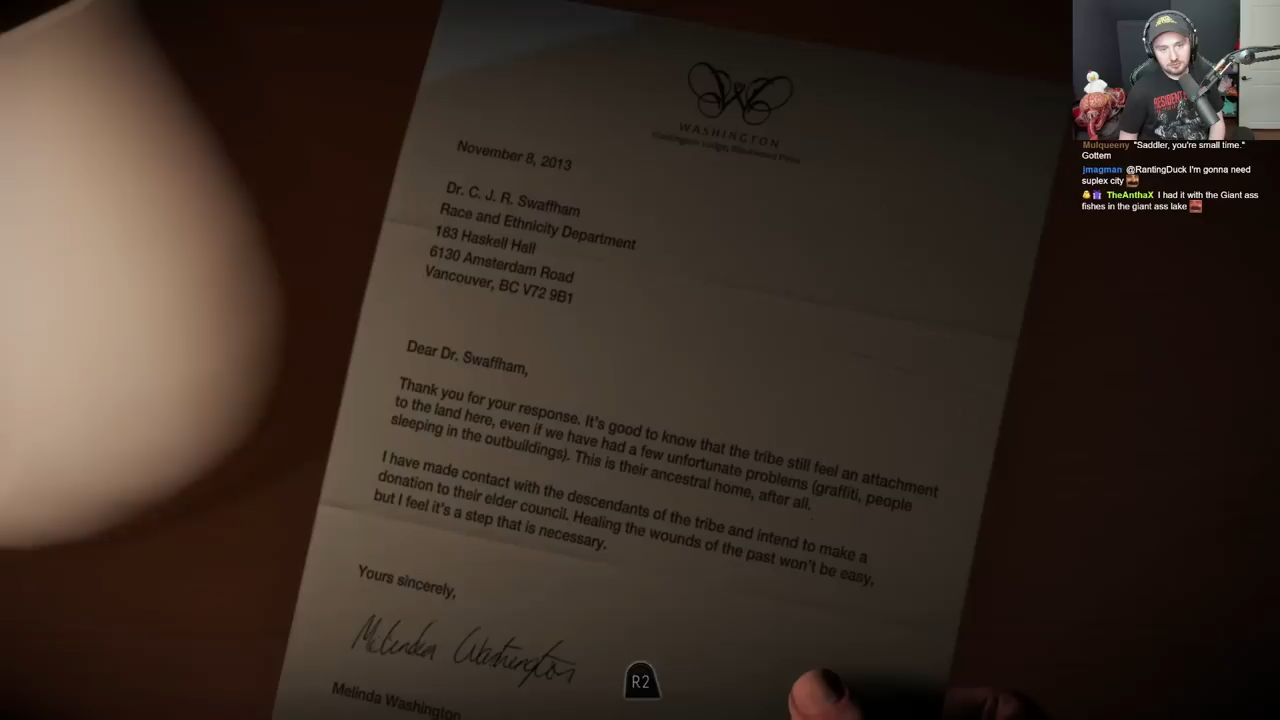 WASHINGTON
Washington Lodge, Blackwood Pines
November 8, 2013
Dr. C. J. R. Swaffham
Race and Ethnicity Department
183 Haskell Hall
6130 Amsterdam Road
Vancouver, BC V72 9B1
Dear Dr. Swaffham,
Thank you for your response. It's good to know that the tribe still feel an attachment
to the land here, even if we have had a few unfortunate problems (graffiti, people
sleeping in the outbuildings). This is their ancestral home, after all.
I have made contact with the descendants of the tribe and intend to make a
donation to their elder council. Healing the wounds of the past won't be easy,
but I feel it's a step that is necessary.
Yours sincerely,
Melinda Washington
Melinda Washington
R2
Mulqueeny "Saddler, you're small time."
Gottem
jmagman @RantingDuck I'm gonna need
suplex city
TheAnthaX I had it with the Giant ass
fishes in the giant ass lake